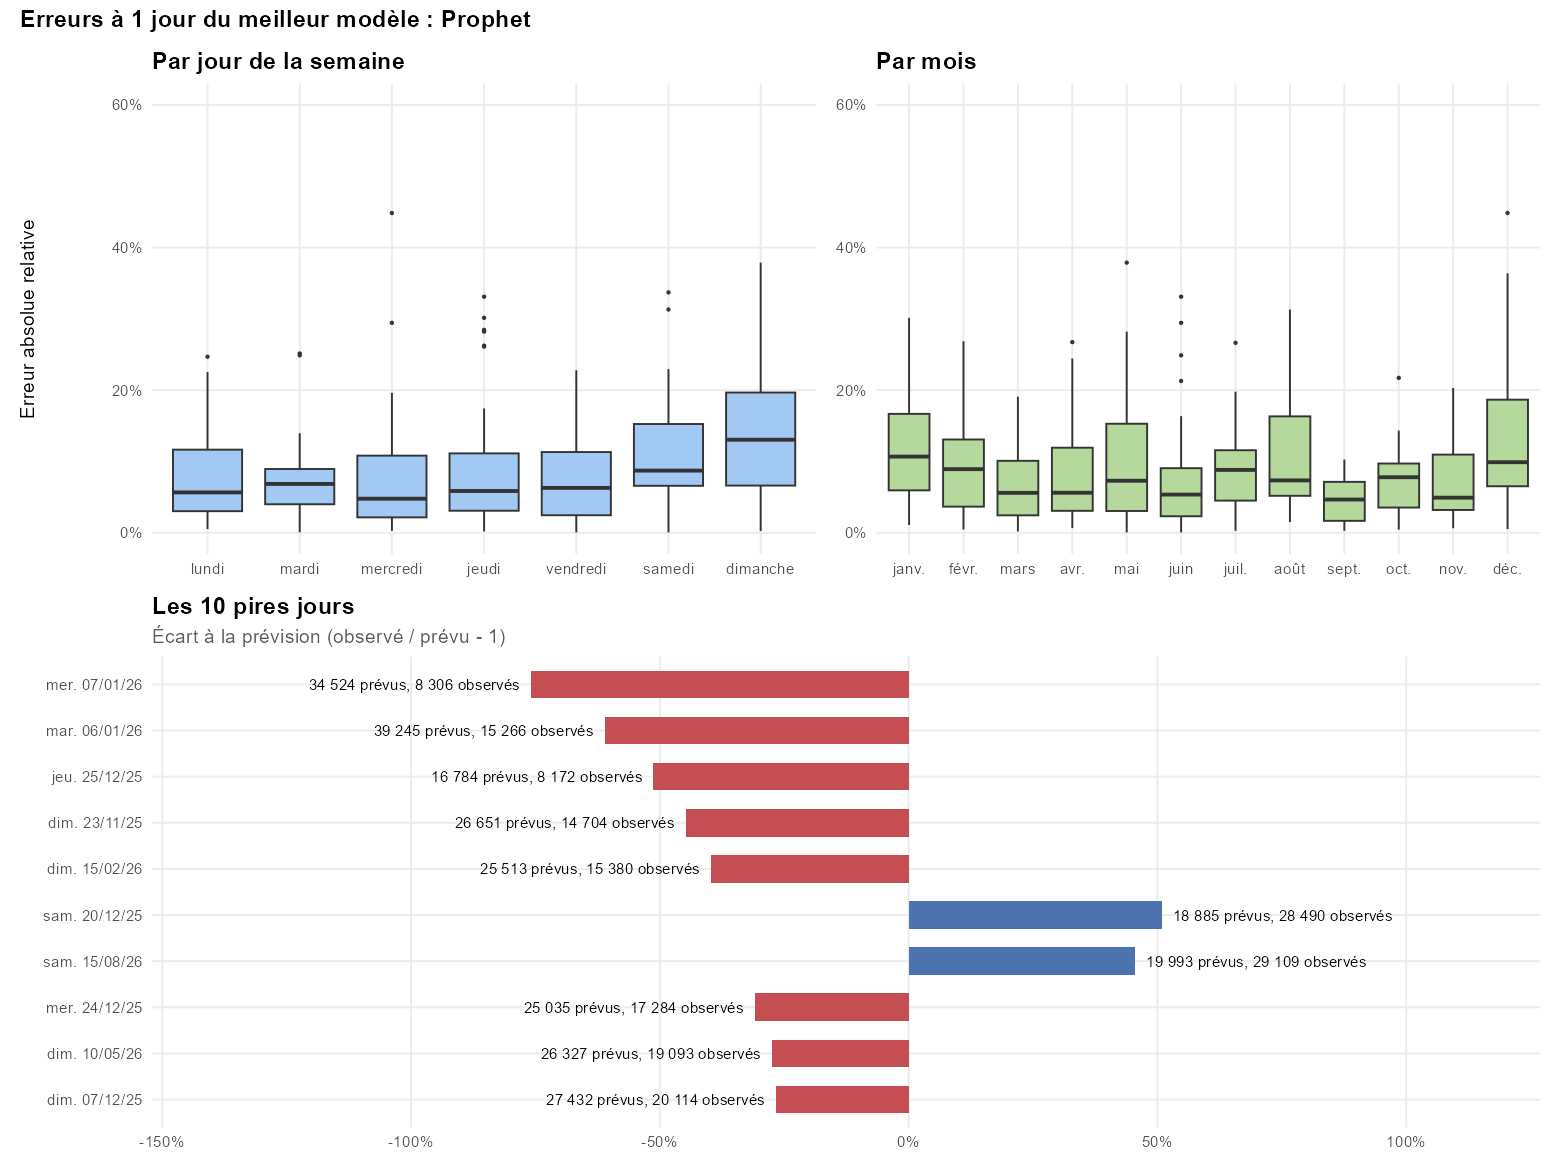 Erreurs à 1 jour du meilleur modèle : Prophet
Par jour de la semaine
Par mois
Erreur absolue relative
60%
40%
20%
0%
lundi mardi mercredi jeudi vendredi samedi dimanche
60%
40%
20%
0%
janv. févr. mars avr. mai juin juil. août sept. oct. nov. déc.
Les 10 pires jours
Écart à la prévision (observé / prévu - 1)
mer. 07/01/26 34 524 prévus, 8 306 observés
mar. 06/01/26 39 245 prévus, 15 266 observés
jeu. 25/12/25 16 784 prévus, 8 172 observés
dim. 23/11/25 26 651 prévus, 14 704 observés
dim. 15/02/26 25 513 prévus, 15 380 observés
sam. 20/12/25 18 885 prévus, 28 490 observés
sam. 15/08/26 19 993 prévus, 29 109 observés
mer. 24/12/25 25 035 prévus, 17 284 observés
dim. 10/05/26 26 327 prévus, 19 093 observés
dim. 07/12/25 27 432 prévus, 20 114 observés
-150% -100% -50% 0% 50% 100%